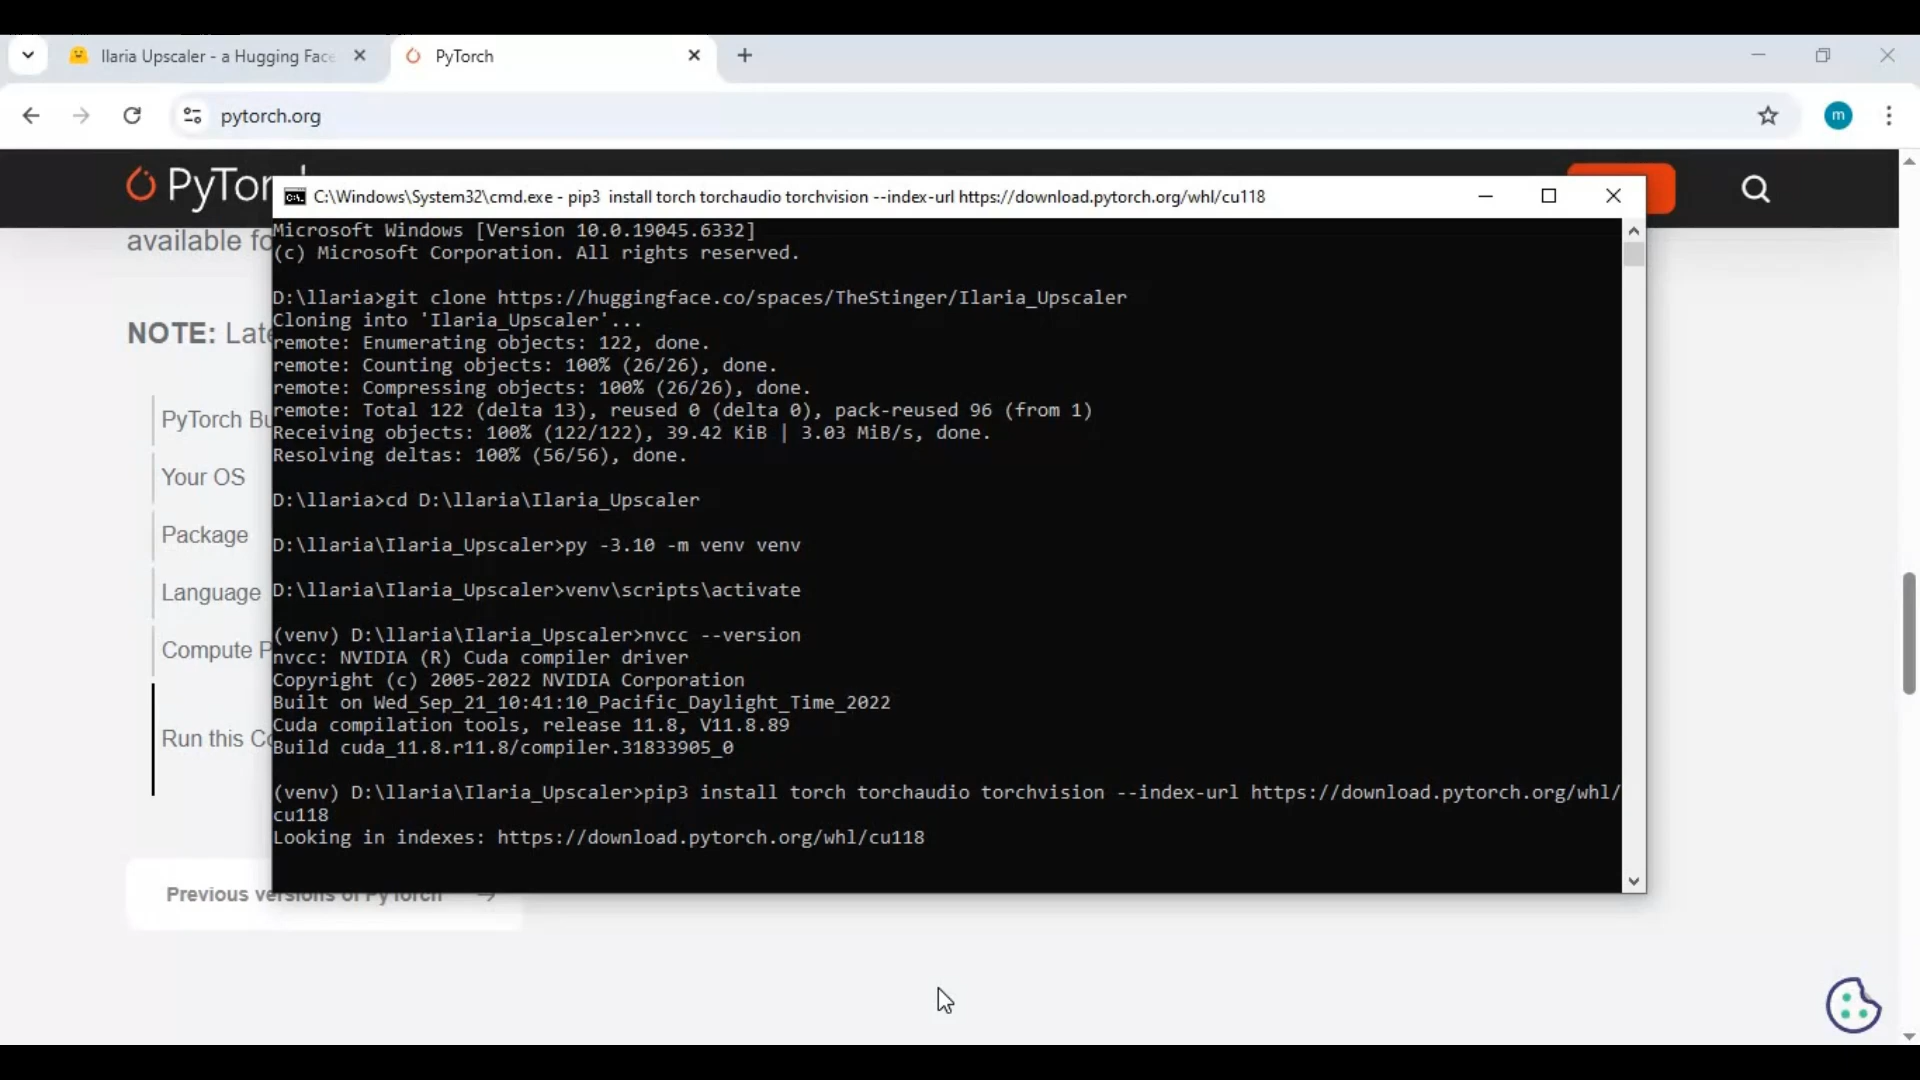 Ilaria Upscaler - a Hugging Face
PyTorch
pytorch.org
m
PyTorch
C:\Windows\System32\cmd.exe - pip3 install torch torchaudio torchvision --index-url https://download.pytorch.org/whl/cu118
available fo
NOTE: Late
PyTorch Bu
Your OS
Package
Language
Compute P
Run this Co
Previous versions of PyTorch →
Microsoft Windows [Version 10.0.19045.6332]
(c) Microsoft Corporation. All rights reserved.
D:\llaria>git clone https://huggingface.co/spaces/TheStinger/Ilaria_Upscaler
Cloning into 'Ilaria_Upscaler'...
remote: Enumerating objects: 122, done.
remote: Counting objects: 100% (26/26), done.
remote: Compressing objects: 100% (26/26), done.
remote: Total 122 (delta 13), reused 0 (delta 0), pack-reused 96 (from 1)
Receiving objects: 100% (122/122), 39.42 KiB | 3.03 MiB/s, done.
Resolving deltas: 100% (56/56), done.
D:\llaria>cd D:\llaria\Ilaria_Upscaler
D:\llaria\Ilaria_Upscaler>py -3.10 -m venv venv
D:\llaria\Ilaria_Upscaler>venv\scripts\activate
(venv) D:\llaria\Ilaria_Upscaler>nvcc --version
nvcc: NVIDIA (R) Cuda compiler driver
Copyright (c) 2005-2022 NVIDIA Corporation
Built on Wed_Sep_21_10:41:10_Pacific_Daylight_Time_2022
Cuda compilation tools, release 11.8, V11.8.89
Build cuda_11.8.r11.8/compiler.31833905_0
(venv) D:\llaria\Ilaria_Upscaler>pip3 install torch torchaudio torchvision --index-url https://download.pytorch.org/whl/
cu118
Looking in indexes: https://download.pytorch.org/whl/cu118